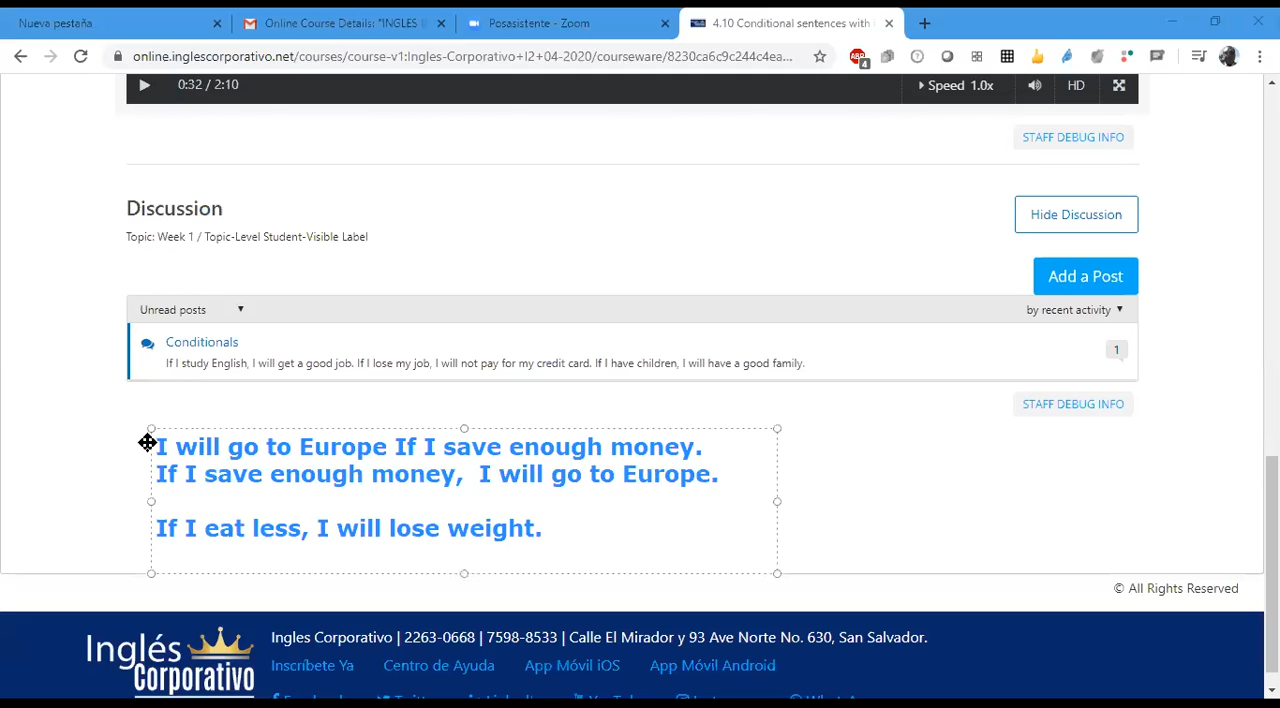 Nueva pestaña
Online Course Details: "INGLES I
Posasistente - Zoom
4.10 Conditional sentences with
online.inglescorporativo.net/courses/course-v1:Ingles-Corporativo+I2+04-2020/courseware/8230ca6c9c244c4ea...
4
0:32 / 2:10
Speed 1.0x
HD
STAFF DEBUG INFO
Discussion
Hide Discussion
Topic: Week 1 / Topic-Level Student-Visible Label
Add a Post
Unread posts
by recent activity
Conditionals
1
If I study English, I will get a good job. If I lose my job, I will not pay for my credit card. If I have children, I will have a good family.
STAFF DEBUG INFO
I will go to Europe If I save enough money.
If I save enough money, I will go to Europe.
If I eat less, I will lose weight.
© All Rights Reserved
Inglés
Corporativo
Ingles Corporativo | 2263-0668 | 7598-8533 | Calle El Mirador y 93 Ave Norte No. 630, San Salvador.
Inscríbete Ya
Centro de Ayuda
App Móvil iOS
App Móvil Android